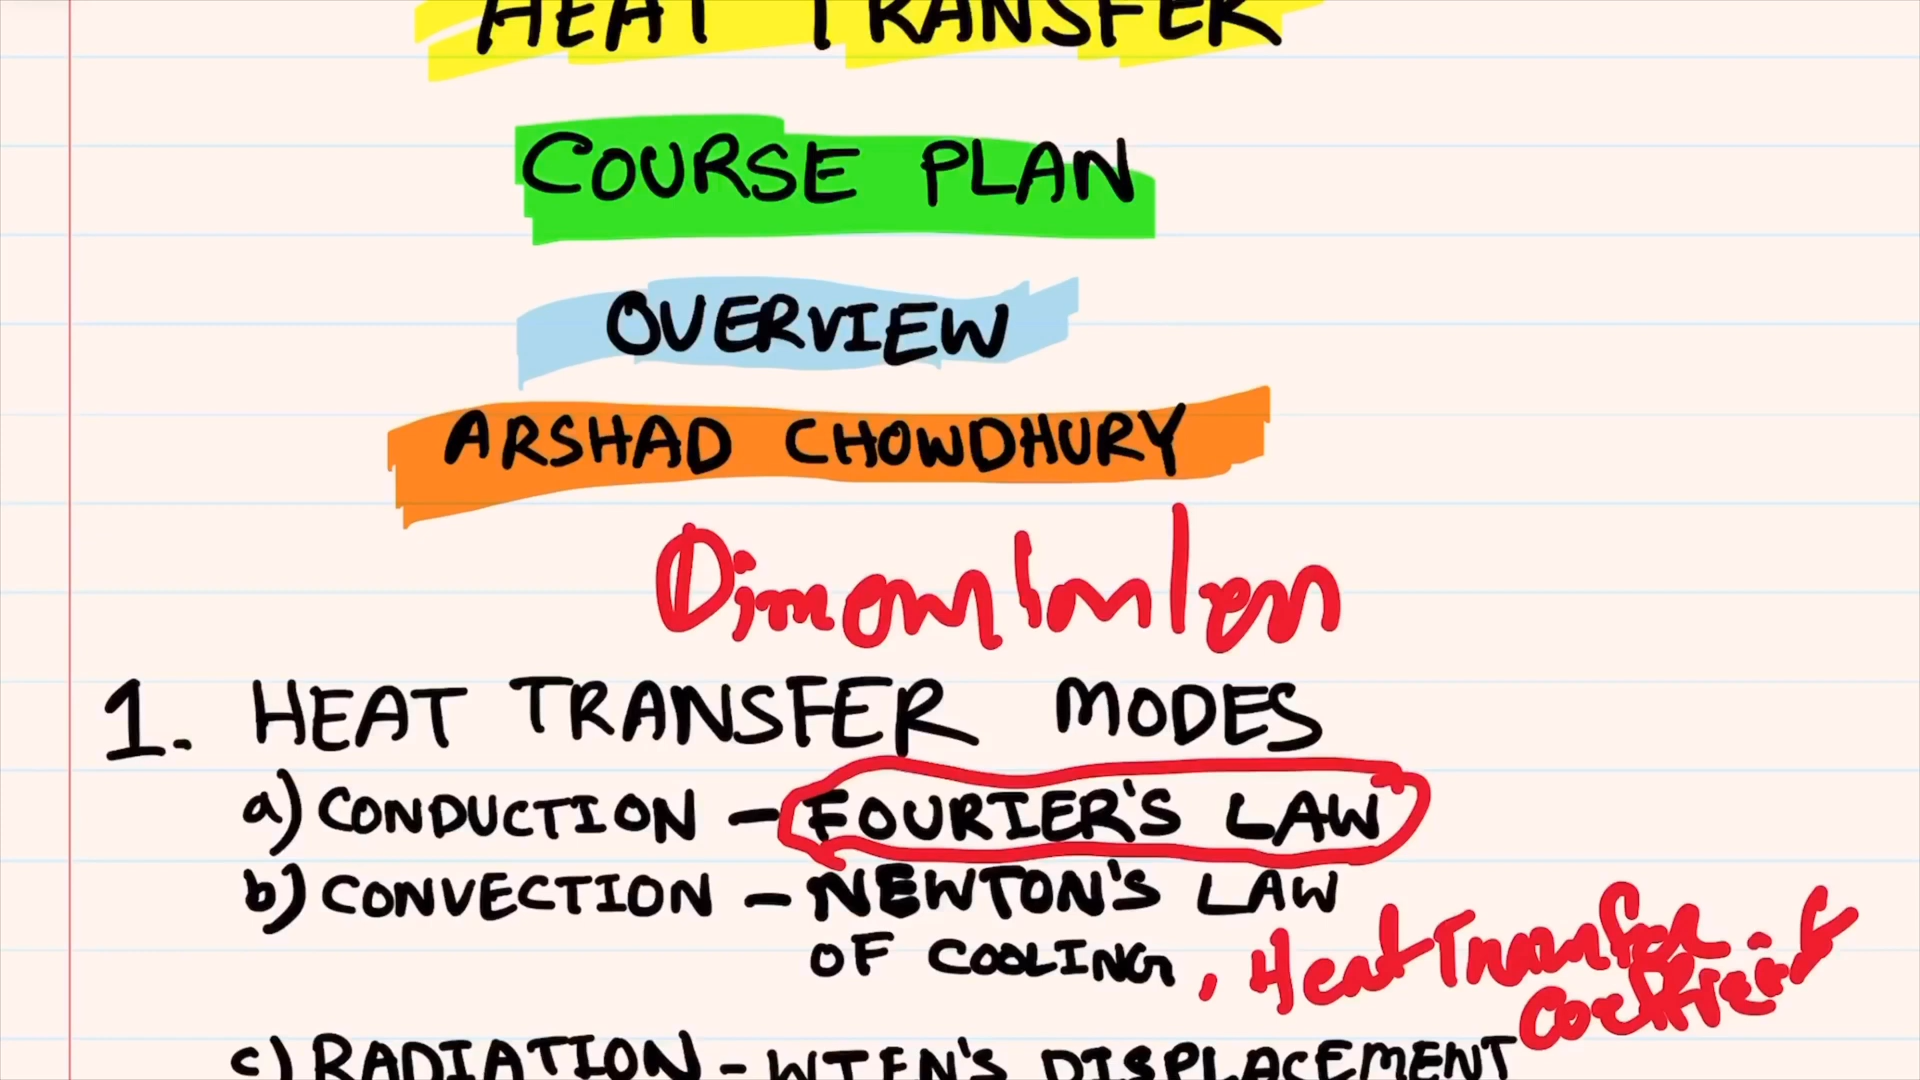 HEAT TRANSFER
COURSE PLAN
OVERVIEW
ARSHAD CHOWDHURY
1. HEAT TRANSFER MODES
a) CONDUCTION - FOURIER'S LAW
b) CONVECTION - NEWTON'S LAW
OF COOLING, Heat Transfer
Coefficient
c) RADIATION - WIEN'S DISPLACEMENT